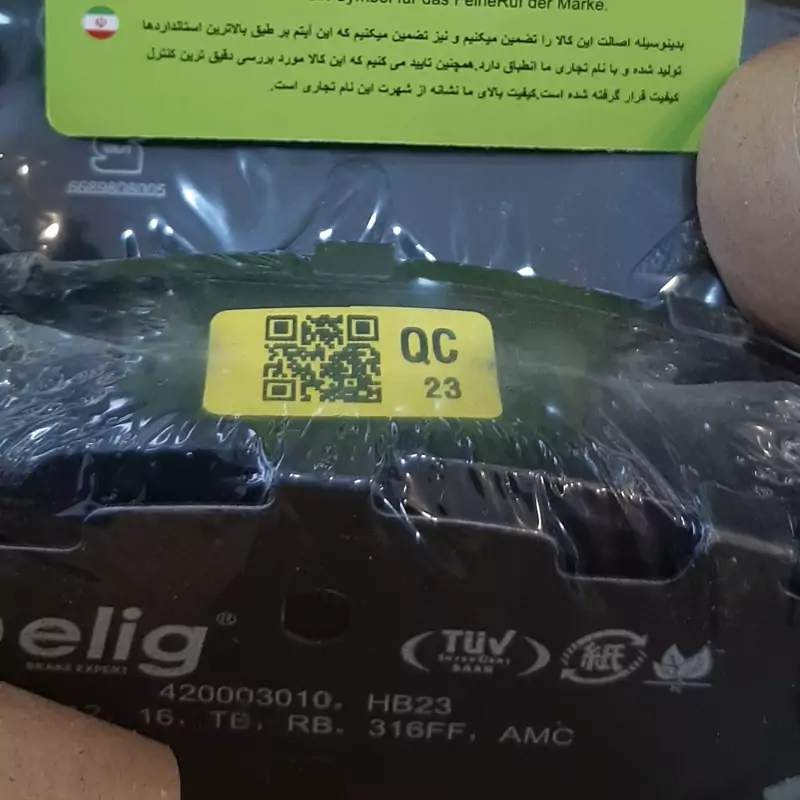 Symbol für das FeineRuf der Marke.
بدینوسیله اصالت این کالا را تضمین میکنیم و نیز تضمین میکنیم که این آیتم بر طبق بالاترین استانداردها
تولید شده و با نام تجاری ما انطباق دارد.همچنین تایید می کنیم که این کالا مورد بررسی دقیق ترین کنترل
کیفیت قرار گرفته شده است.کیفیت بالای ما نشانه از شهرت این نام تجاری است.
6689808005
QC
23
elig®
BRAKE EXPERT
TÜV
INTERCERT
SAAR
紙
420003010. HB23
16, TB, RB. 316FF, AMC